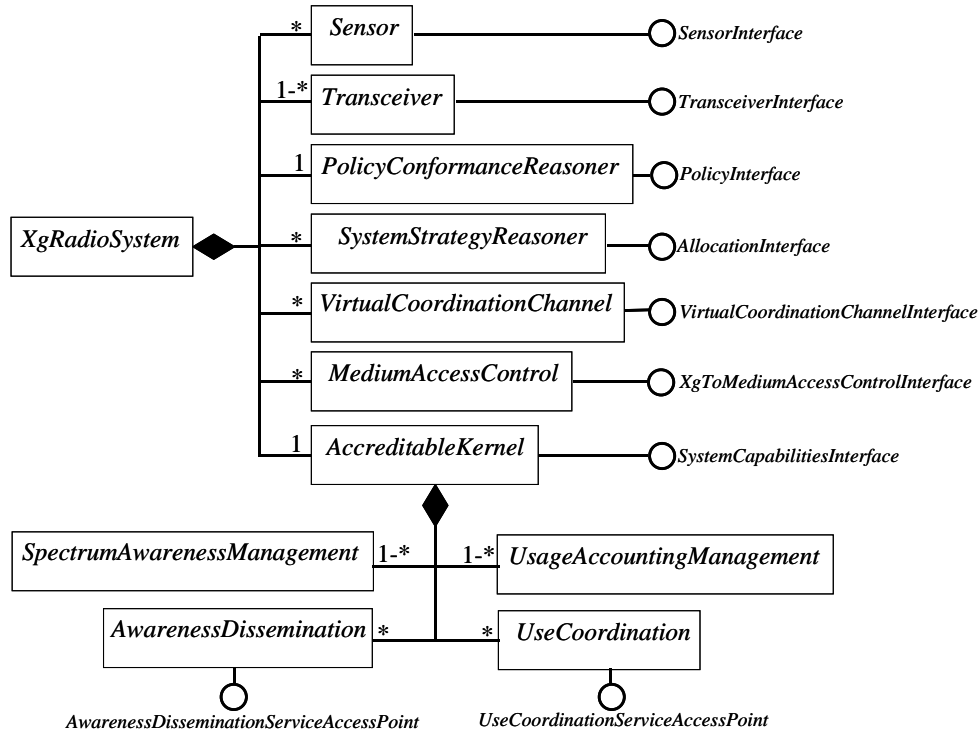 * Sensor SensorInterface
1-* Transceiver TransceiverInterface
1 PolicyConformanceReasoner PolicyInterface
XgRadioSystem
* SystemStrategyReasoner AllocationInterface
* VirtualCoordinationChannel VirtualCoordinationChannelInterface
* MediumAccessControl XgToMediumAccessControlInterface
1 AccreditableKernel SystemCapabilitiesInterface
SpectrumAwarenessManagement 1-* 1-* UsageAccountingManagement
AwarenessDissemination * * UseCoordination
AwarenessDisseminationServiceAccessPoint UseCoordinationServiceAccessPoint